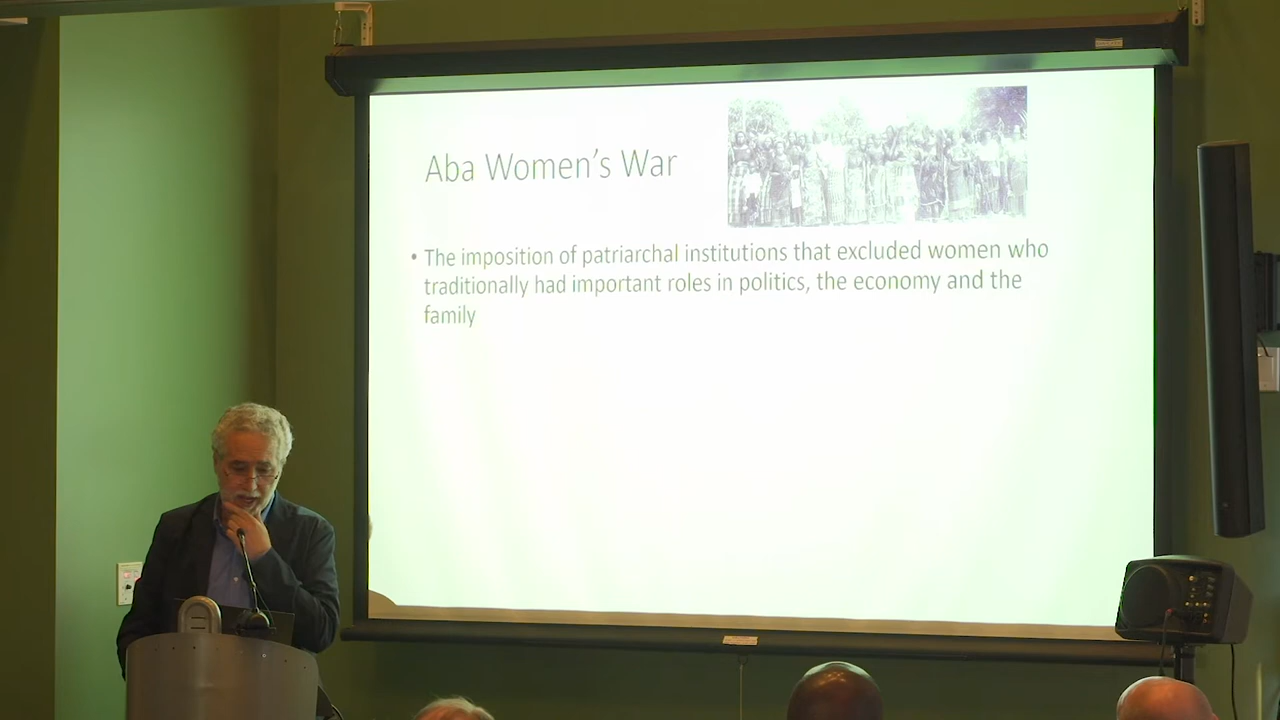 Aba Women's War
• The imposition of patriarchal institutions that excluded women who
traditionally had important roles in politics, the economy and the
family